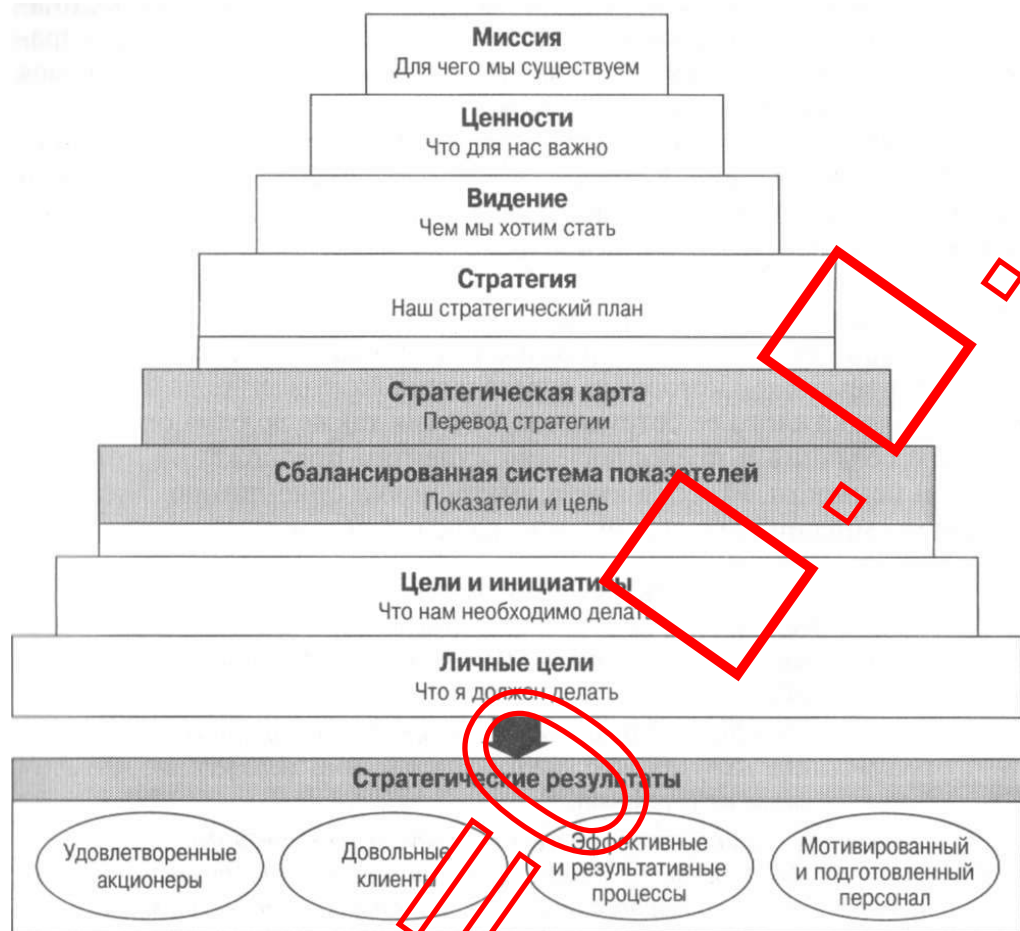 Миссия
Для чего мы существуем
Ценности
Что для нас важно
Видение
Чем мы хотим стать
Стратегия
Наш стратегический план
Стратегическая карта
Перевод стратегии
Сбалансированная система показателей
Показатели и цель
Цели и инициативы
Что нам необходимо делать
Личные цели
Что я должен делать
Стратегические результаты
Удовлетворенные
акционеры
Довольные
клиенты
Эффективные
и результативные
процессы
Мотивированный
и подготовленный
персонал